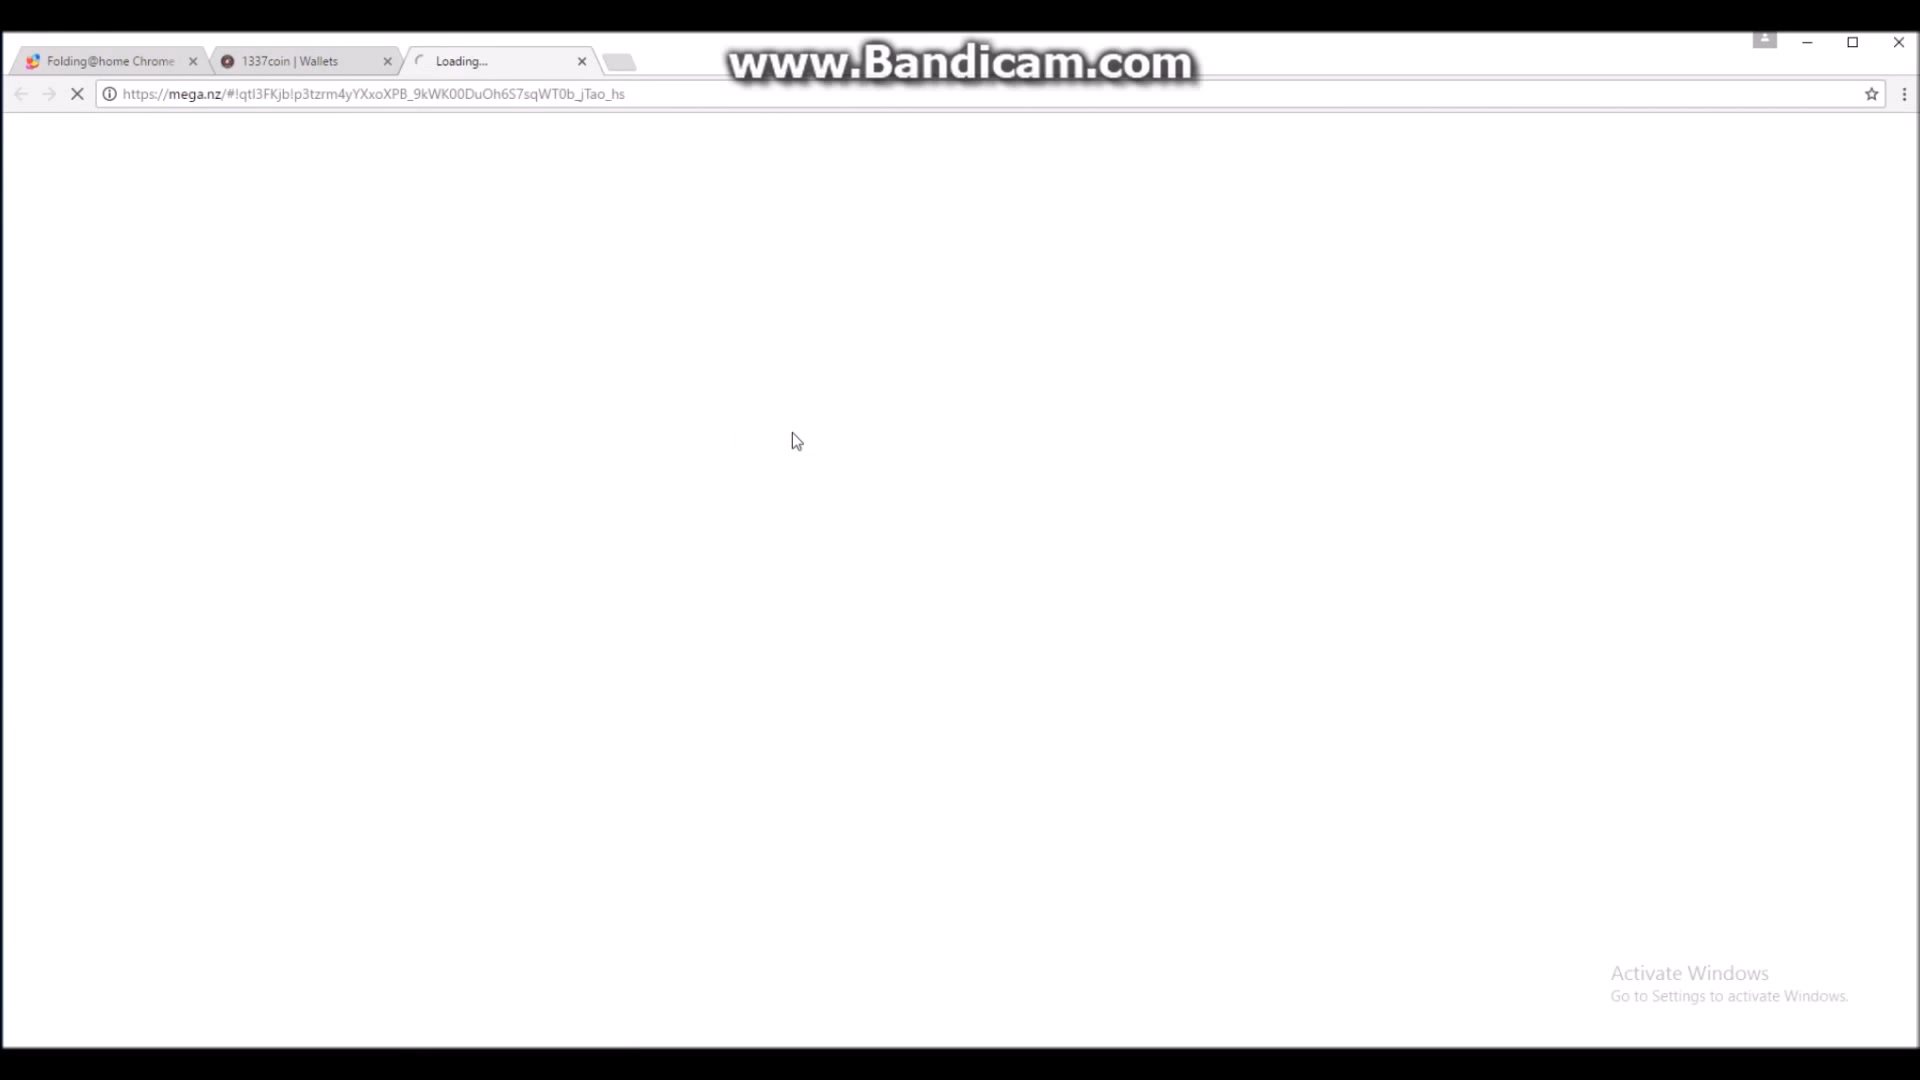 www.Bandicam.com
Folding@home Chrome
1337coin | Wallets
Loading...
https://mega.nz/#!qtI3FKjb!p3tzrm4yYXxoXPB_9kWK00DuOh6S7sqWT0b_jTao_hs
Activate Windows
Go to Settings to activate Windows.